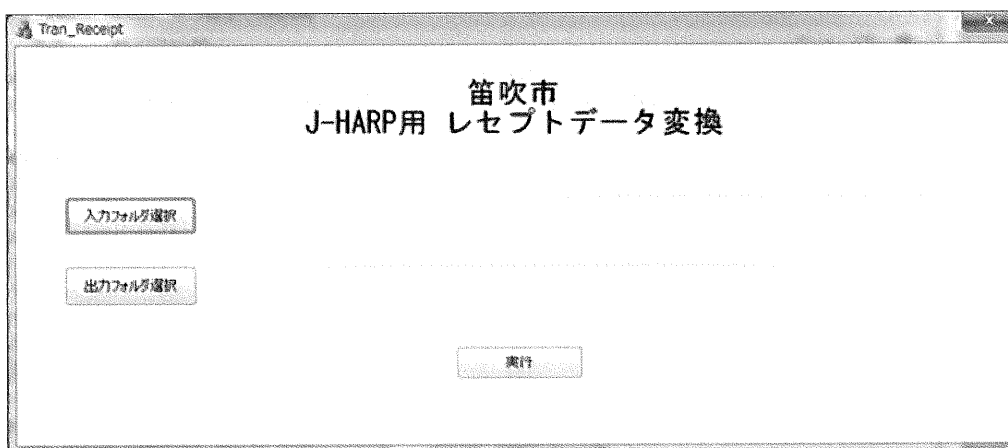 Tran_Receipt
笛吹市
J-HARP用 レセプトデータ変換
入力フォルダ選択
出力フォルダ選択
実行